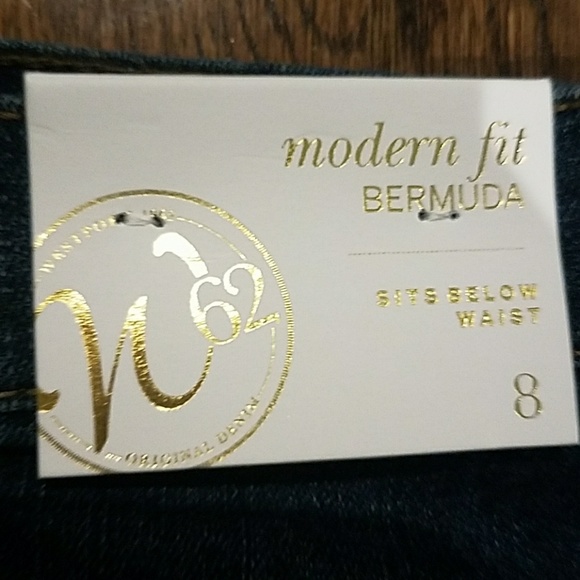 modern fit
BERMUDA
SITS BELOW
WAIST
8
W
62
ORIGINAL DENIM